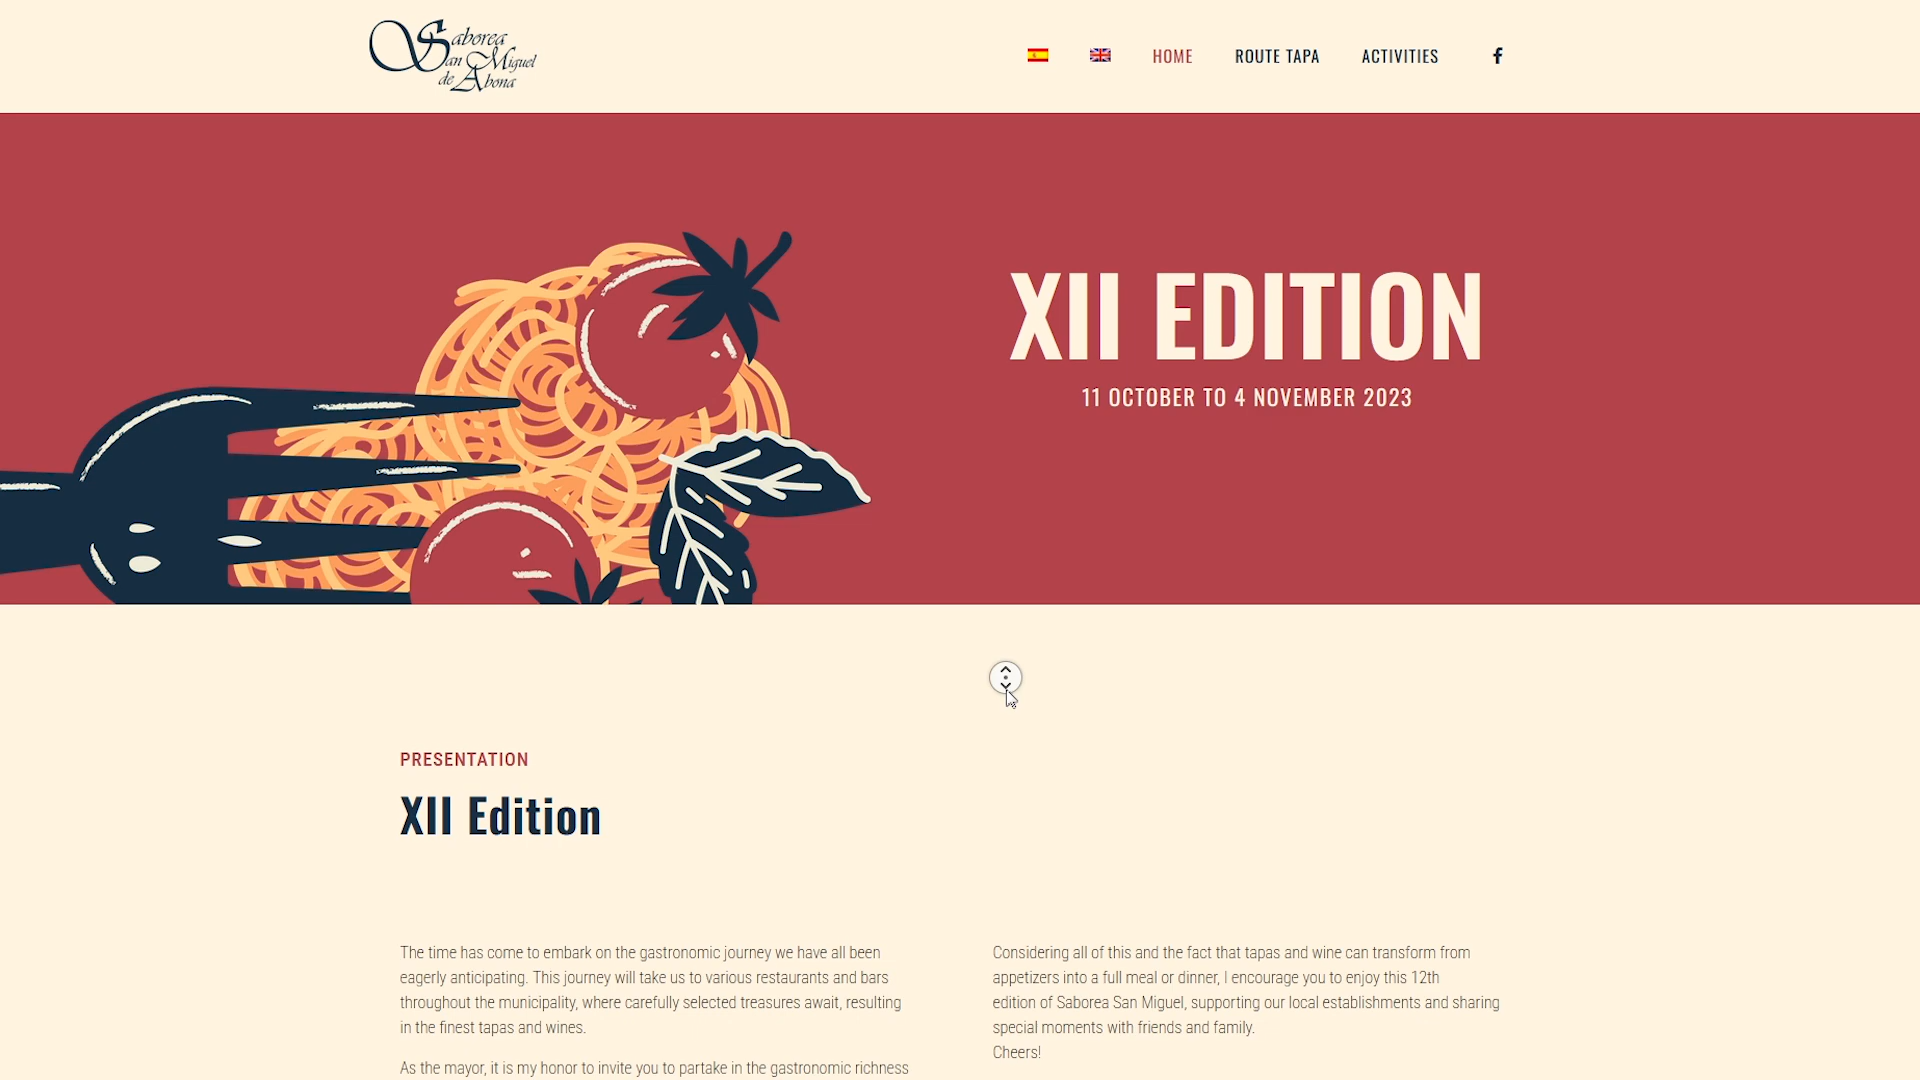 Saborea
San Miguel
de Abona
HOME
ROUTE TAPA
ACTIVITIES
XII EDITION
11 OCTOBER TO 4 NOVEMBER 2023
PRESENTATION
XII Edition
The time has come to embark on the gastronomic journey we have all been
eagerly anticipating. This journey will take us to various restaurants and bars
throughout the municipality, where carefully selected treasures await, resulting
in the finest tapas and wines.
As the mayor, it is my honor to invite you to partake in the gastronomic richness
Considering all of this and the fact that tapas and wine can transform from
appetizers into a full meal or dinner, I encourage you to enjoy this 12th
edition of Saborea San Miguel, supporting our local establishments and sharing
special moments with friends and family.
Cheers!